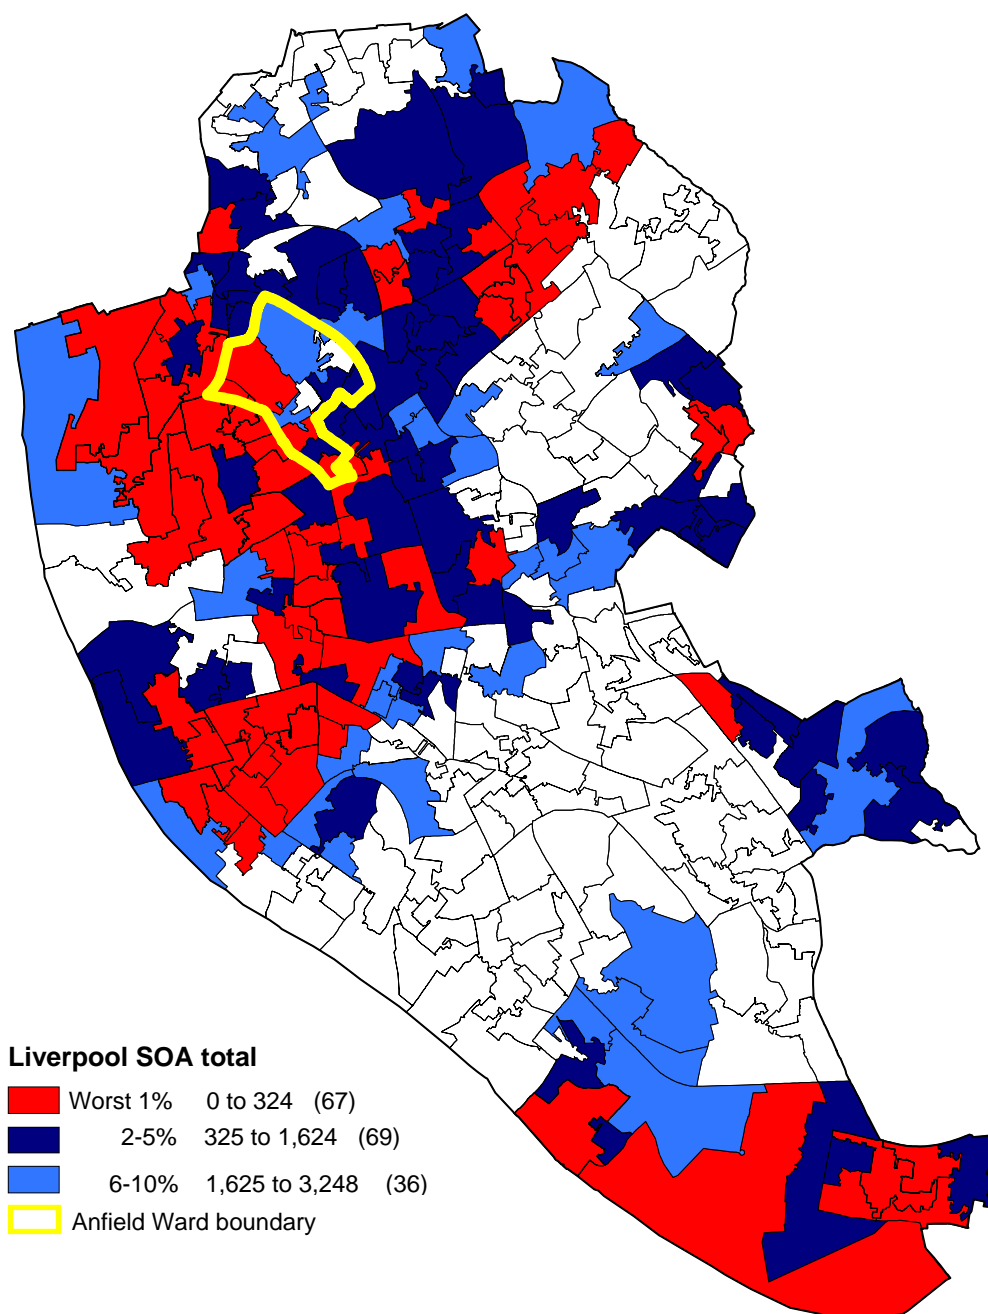 Liverpool SOA total
Worst 1% 0 to 324 (67)
2-5% 325 to 1,624 (69)
6-10% 1,625 to 3,248 (36)
Anfield Ward boundary